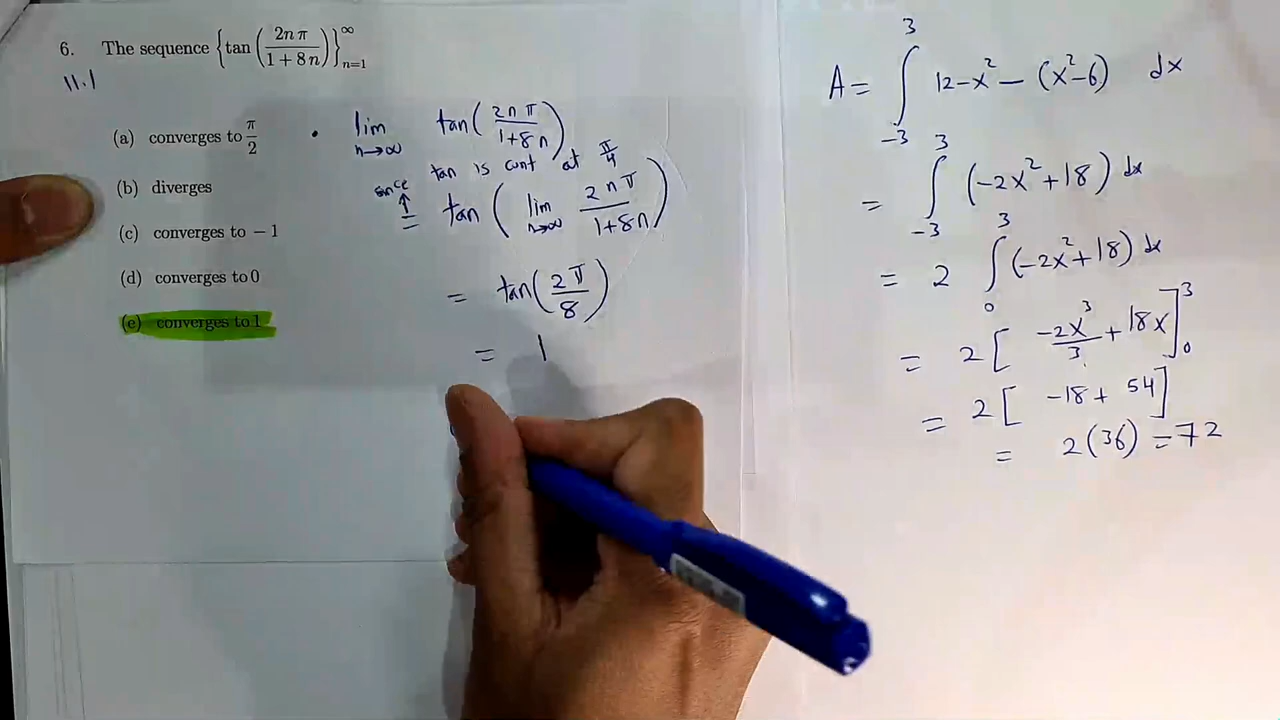 6. The sequence {tan(2nπ/(1+8n))}_{n=1}^{∞}
11.1
(a) converges to π/2
(b) diverges
(c) converges to −1
(d) converges to 0
(e) converges to 1
• lim n→∞ tan(2nπ/(1+8n))
since tan is cont at π/4
= tan(lim n→∞ 2nπ/(1+8n))
= tan(2π/8)
= 1
A = ∫_{-3}^{3} 12-x² - (x²-6) dx
= ∫_{-3}^{3} (-2x²+18) dx
= 2 ∫_{0}^{3} (-2x²+18) dx
= 2[-2x³/3 + 18x]_{0}^{3}
= 2[-18 + 54]
= 2(36) = 72